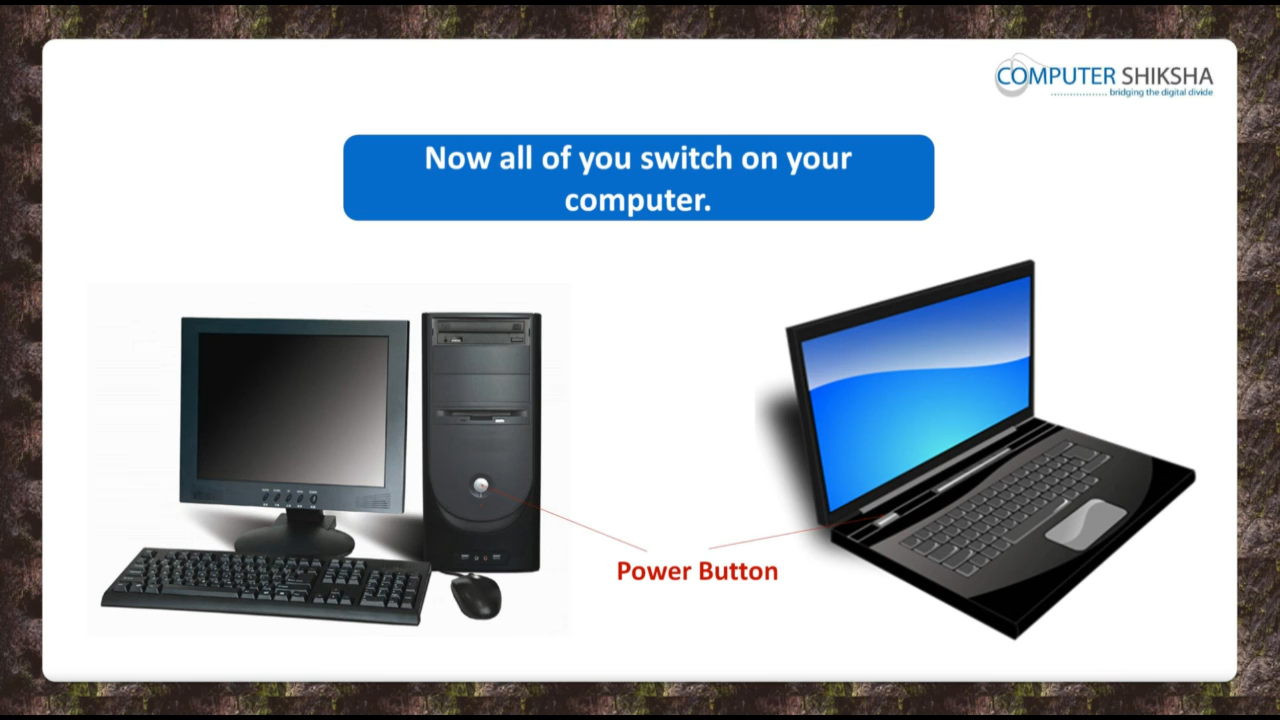 COMPUTER SHIKSHA
bridging the digital divide
Now all of you switch on your
computer.
Power Button